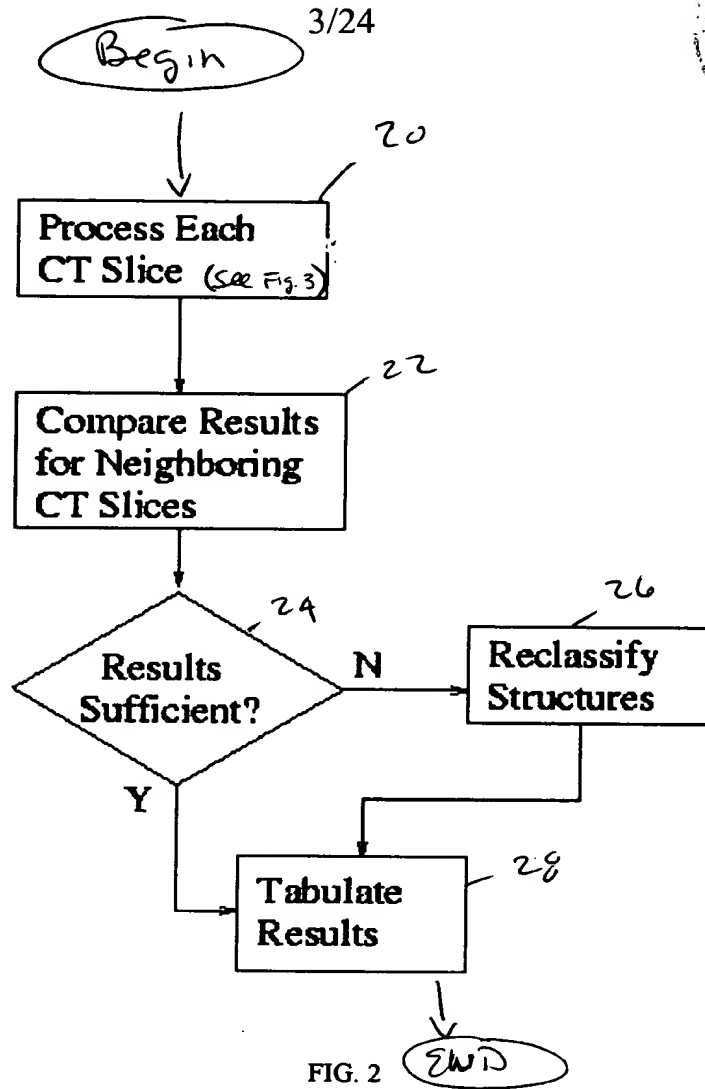 3/24
Begin
20
Process Each
CT Slice (See Fig. 3)
22
Compare Results
for Neighboring
CT Slices
24
Results
Sufficient?
N
26
Reclassify
Structures
Y
28
Tabulate
Results
END
FIG. 2